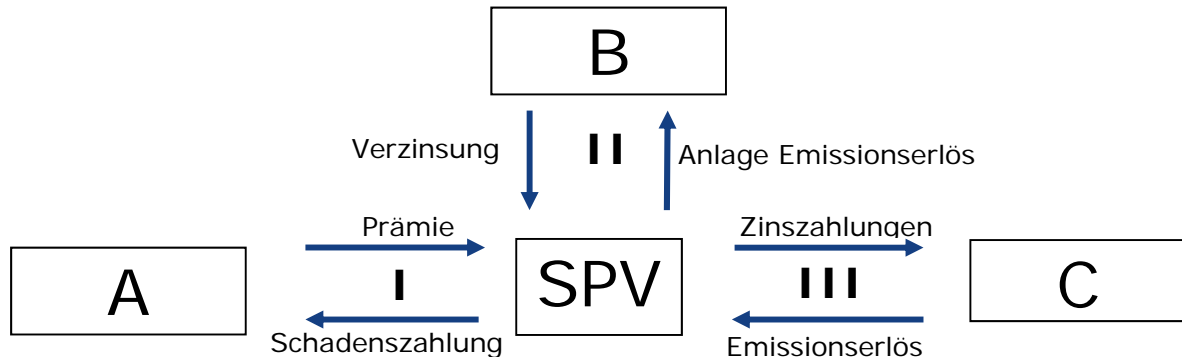 B
Verzinsung
II
Anlage Emissionserlös
Prämie
Zinszahlungen
A
I
SPV
III
C
Schadenszahlung
Emissionserlös